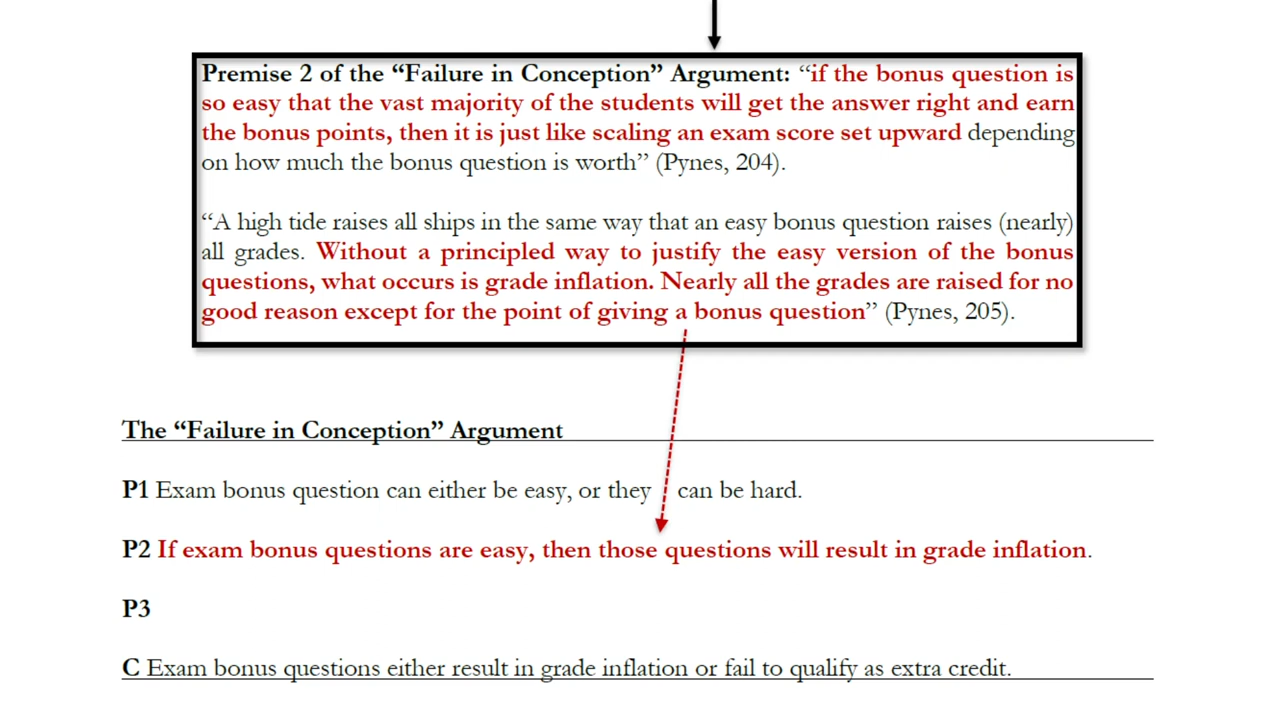 Premise 2 of the “Failure in Conception” Argument: “if the bonus question is
so easy that the vast majority of the students will get the answer right and earn
the bonus points, then it is just like scaling an exam score set upward depending
on how much the bonus question is worth” (Pynes, 204).
“A high tide raises all ships in the same way that an easy bonus question raises (nearly)
all grades. Without a principled way to justify the easy version of the bonus
questions, what occurs is grade inflation. Nearly all the grades are raised for no
good reason except for the point of giving a bonus question” (Pynes, 205).
The “Failure in Conception” Argument
P1 Exam bonus question can either be easy, or they can be hard.
P2 If exam bonus questions are easy, then those questions will result in grade inflation.
P3
C Exam bonus questions either result in grade inflation or fail to qualify as extra credit.